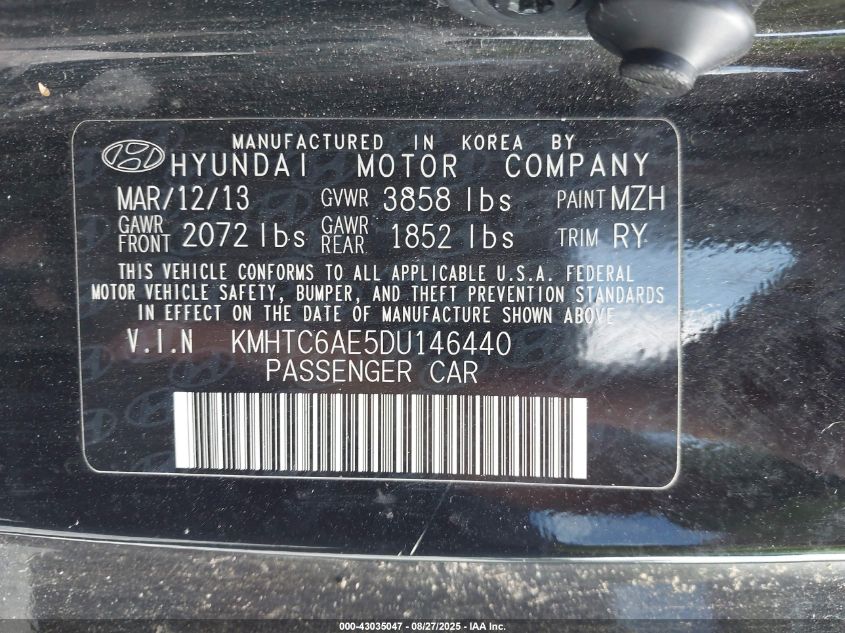 MANUFACTURED IN KOREA BY
HYUNDAI MOTOR COMPANY
MAR/12/13 GVWR 3858 lbs PAINT MZH
GAWR FRONT 2072 lbs GAWR REAR 1852 lbs TRIM RY
THIS VEHICLE CONFORMS TO ALL APPLICABLE U.S.A. FEDERAL
MOTOR VEHICLE SAFETY, BUMPER, AND THEFT PREVENTION STANDARDS
IN EFFECT ON THE DATE OF MANUFACTURE SHOWN ABOVE
V.I.N KMHTC6AE5DU146440
PASSENGER CAR
000-43035047 - 08/27/2025 - IAA Inc.